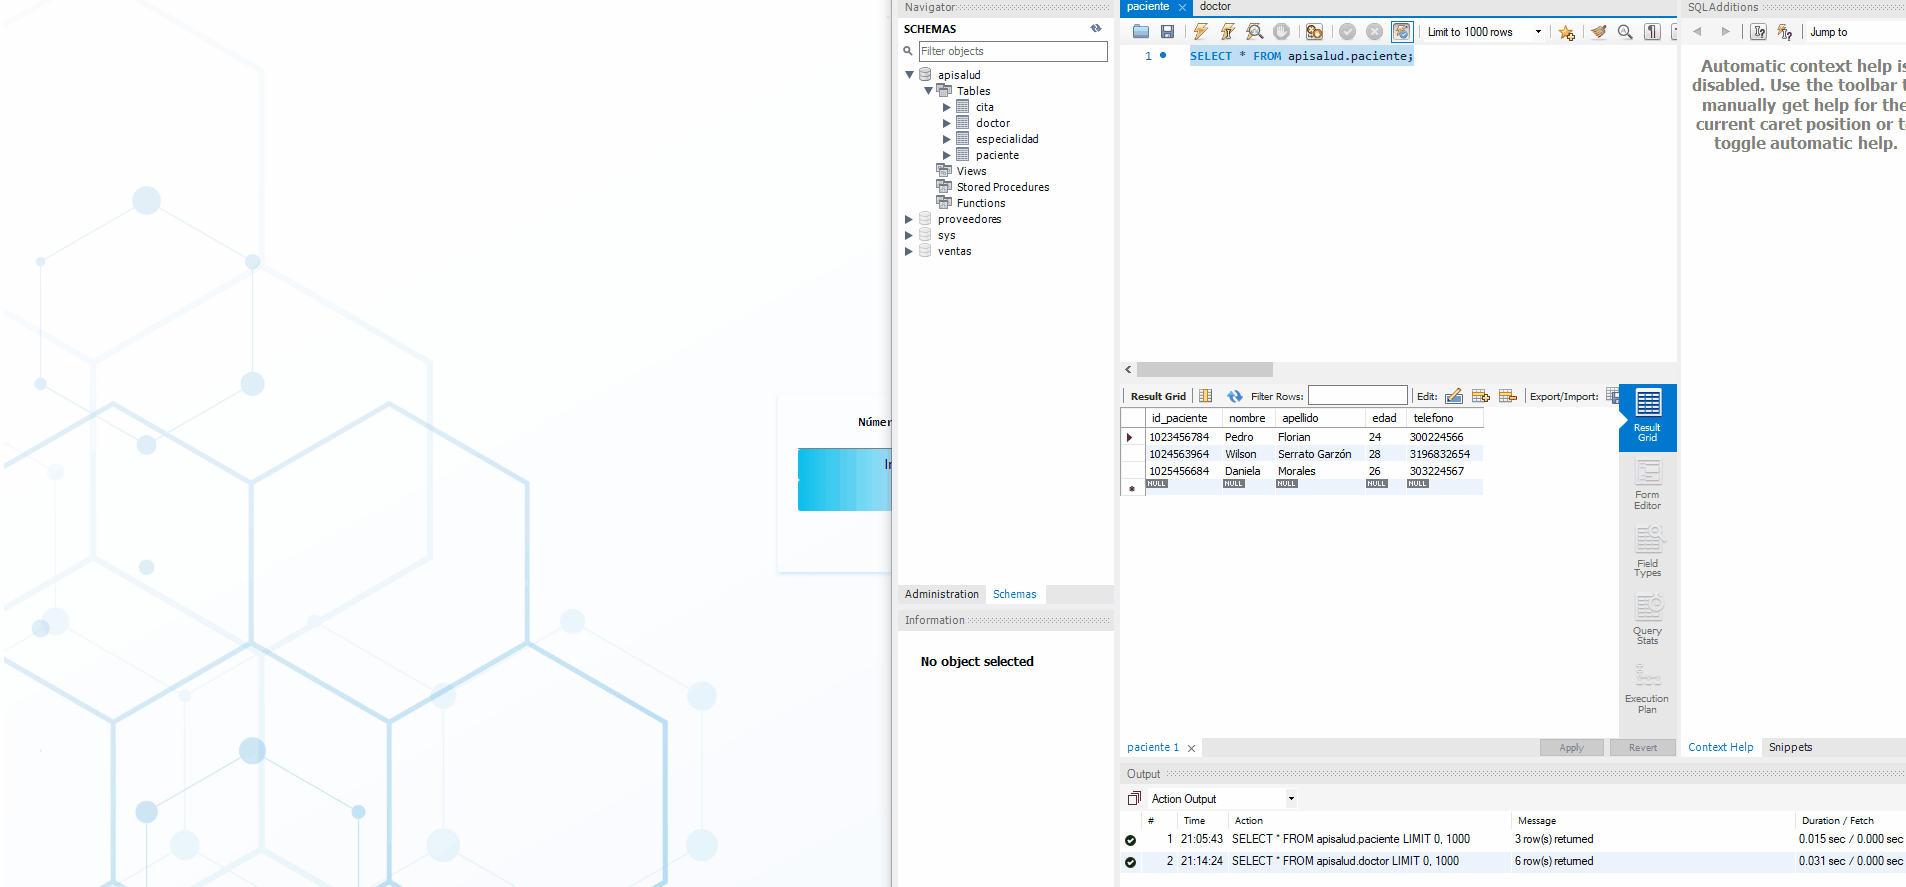 Navigator
SCHEMAS
Filter objects
apisalud
Tables
cita
doctor
especialidad
paciente
Views
Stored Procedures
Functions
proveedores
sys
ventas
Administration Schemas
Information
No object selected
Númer
paciente doctor
Limit to 1000 rows
1 SELECT * FROM apisalud.paciente;
Result Grid Filter Rows: Edit: Export/Import:
id_paciente nombre apellido edad telefono
1023456784 Pedro Florian 24 300224566
1024563964 Wilson Serrato Garzón 28 3196832654
1025456684 Daniela Morales 26 303224567
NULL NULL NULL NULL NULL
Result
Grid
Form
Editor
Field
Types
Query
Stats
Execution
Plan
paciente 1 Apply Revert
SQLAdditions
Jump to
Automatic context help is
disabled. Use the toolbar t
manually get help for the
current caret position or t
toggle automatic help.
Context Help Snippets
Output
Action Output
# Time Action Message Duration / Fetch
1 21:05:43 SELECT * FROM apisalud.paciente LIMIT 0, 1000 3 row(s) returned 0.015 sec / 0.000 sec
2 21:14:24 SELECT * FROM apisalud.doctor LIMIT 0, 1000 6 row(s) returned 0.031 sec / 0.000 sec